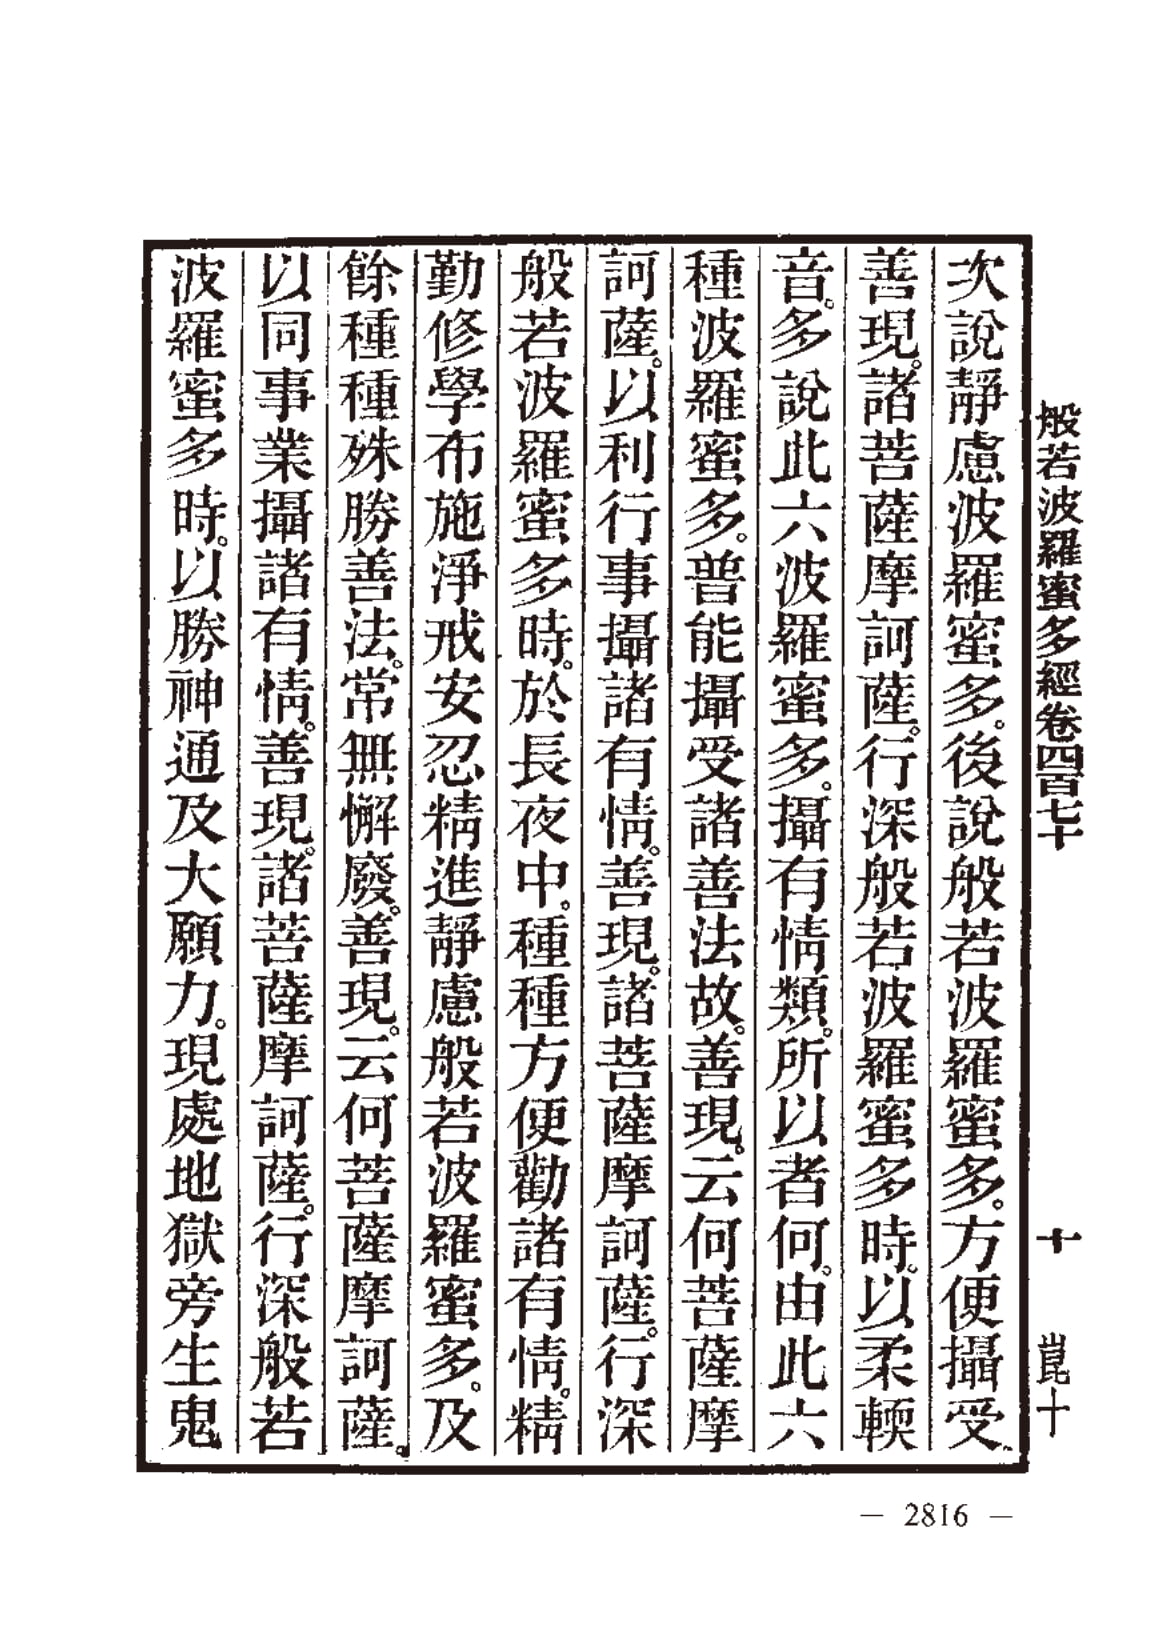 般若波羅蜜多經卷四百七十　十　崑十
次說靜慮波羅蜜多。後說般若波羅蜜多。方便攝受
善現。諸菩薩摩訶薩。行深般若波羅蜜多時。以柔輭
音。多說此六波羅蜜多。攝有情類。所以者何。由此六
種波羅蜜多。普能攝受諸善法故。善現。云何菩薩摩
訶薩。以利行事攝諸有情。善現。諸菩薩摩訶薩。行深
般若波羅蜜多時。於長夜中。種種方便勸諸有情。精
勤修學布施淨戒安忍精進靜慮般若波羅蜜多。及
餘種種殊勝善法。常無懈廢。善現。云何菩薩摩訶薩。
以同事業攝諸有情。善現。諸菩薩摩訶薩。行深般若
波羅蜜多時。以勝神通及大願力。現處地獄旁生鬼
— 2816 —